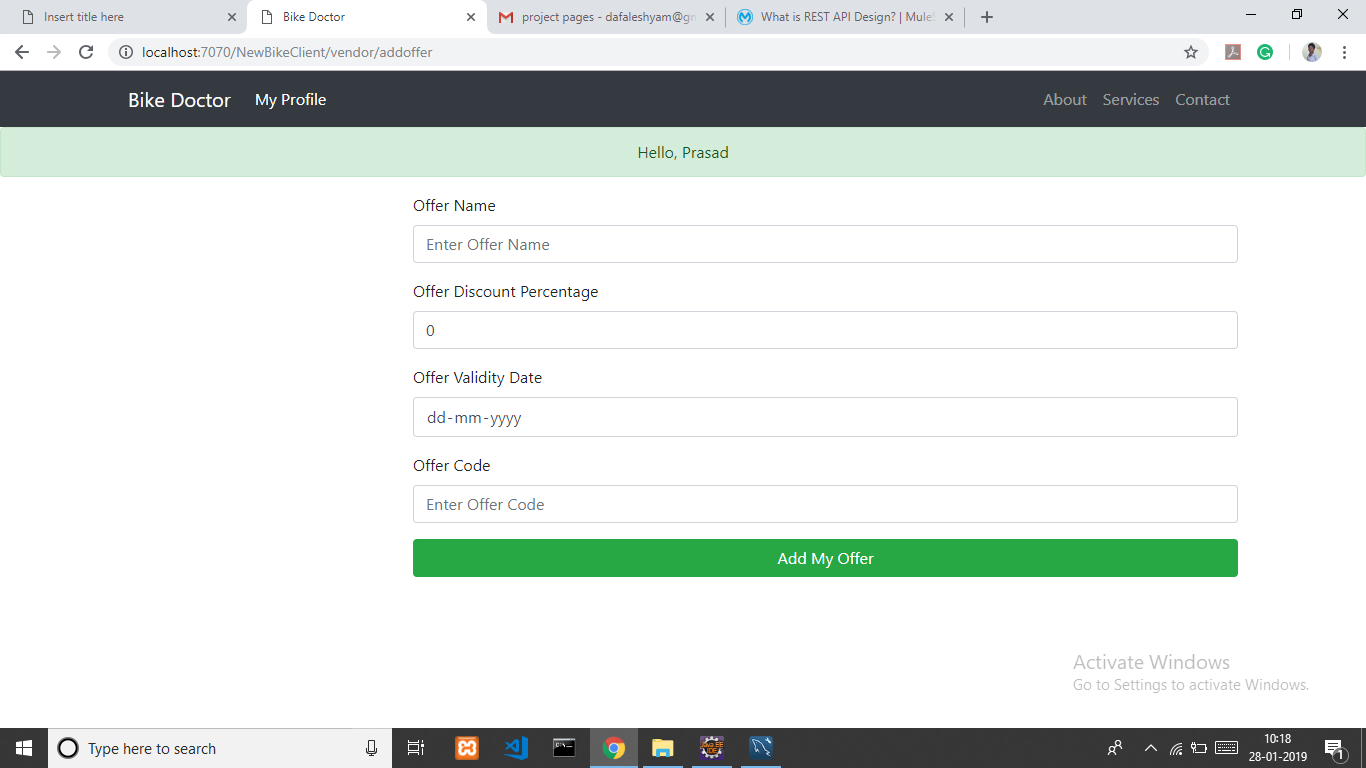 Insert title here
Bike Doctor
project pages - dafaleshyam@gm
What is REST API Design? | Mule
localhost:7070/NewBikeClient/vendor/addoffer
Bike Doctor
My Profile
About
Services
Contact
Hello, Prasad
Offer Name
Enter Offer Name
Offer Discount Percentage
0
Offer Validity Date
dd-mm-yyyy
Offer Code
Enter Offer Code
Add My Offer
Activate Windows
Go to Settings to activate Windows.
Type here to search
10:18
28-01-2019
1